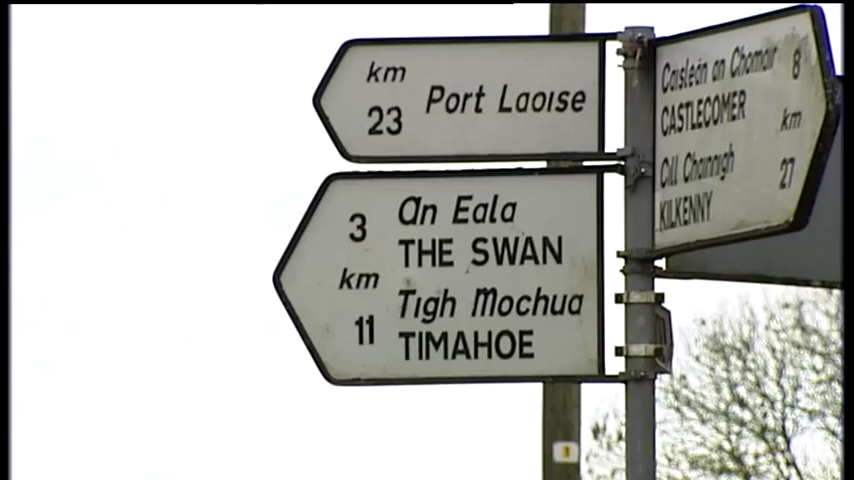 km
23 Port Laoise
3 An Eala
THE SWAN
km
Tigh Mochua
11 TIMAHOE
Caisleán an Chomair 8
CASTLECOMER
km
Cill Chainnigh 27
KILKENNY
1